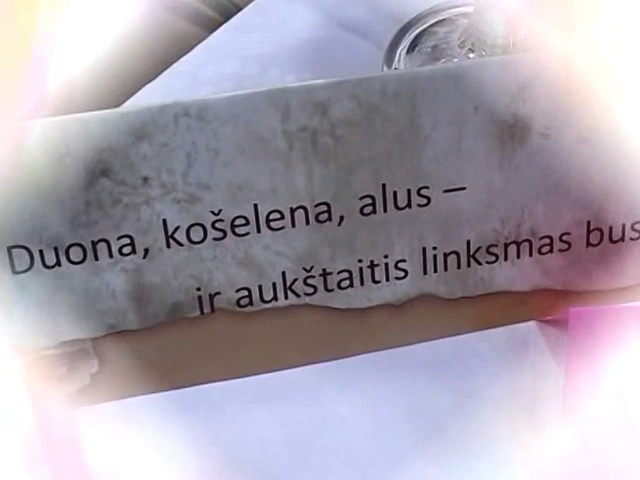 Duona, košelena, alus –
ir aukštaitis linksmas bus